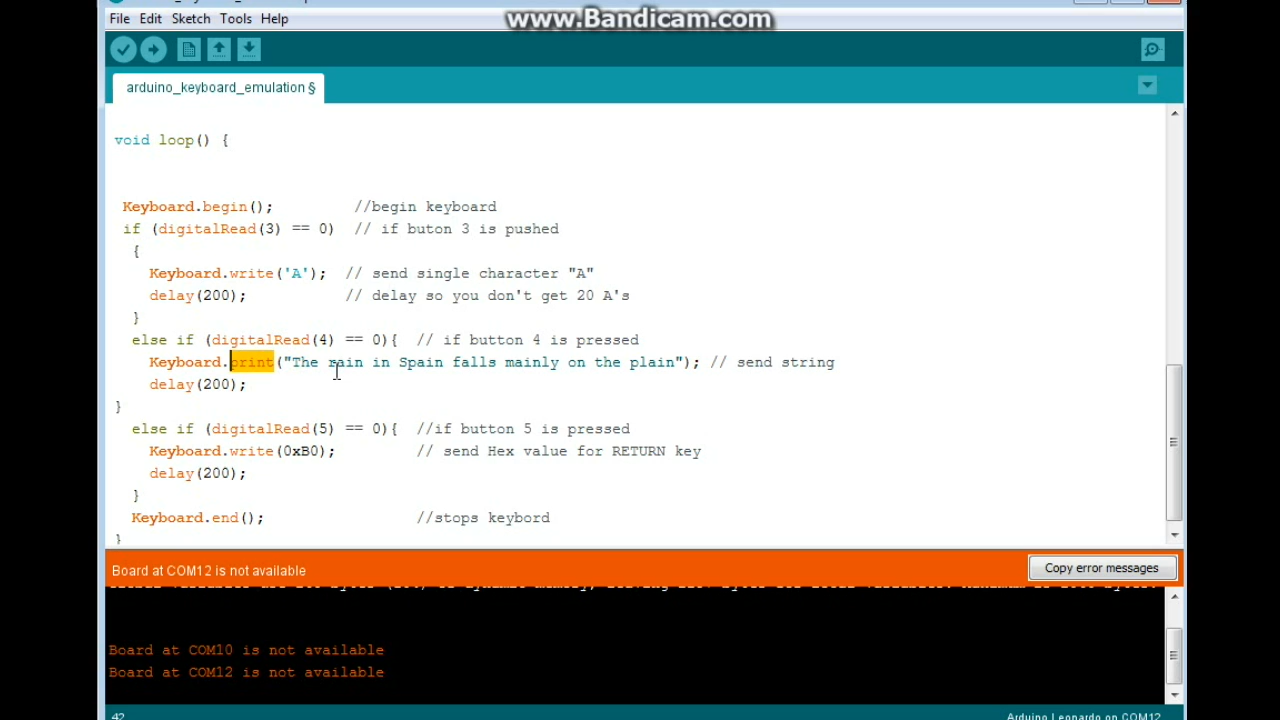 www.Bandicam.com
File Edit Sketch Tools Help
arduino_keyboard_emulation §
void loop() {
Keyboard.begin(); //begin keyboard
if (digitalRead(3) == 0) // if buton 3 is pushed
{
Keyboard.write('A'); // send single character "A"
delay(200); // delay so you don't get 20 A's
}
else if (digitalRead(4) == 0){ // if button 4 is pressed
Keyboard.print("The rain in Spain falls mainly on the plain"); // send string
delay(200);
}
else if (digitalRead(5) == 0){ //if button 5 is pressed
Keyboard.write(0xB0); // send Hex value for RETURN key
delay(200);
}
Keyboard.end(); //stops keybord
}
Board at COM12 is not available
Copy error messages
Board at COM10 is not available
Board at COM12 is not available
42
Arduino Leonardo on COM12